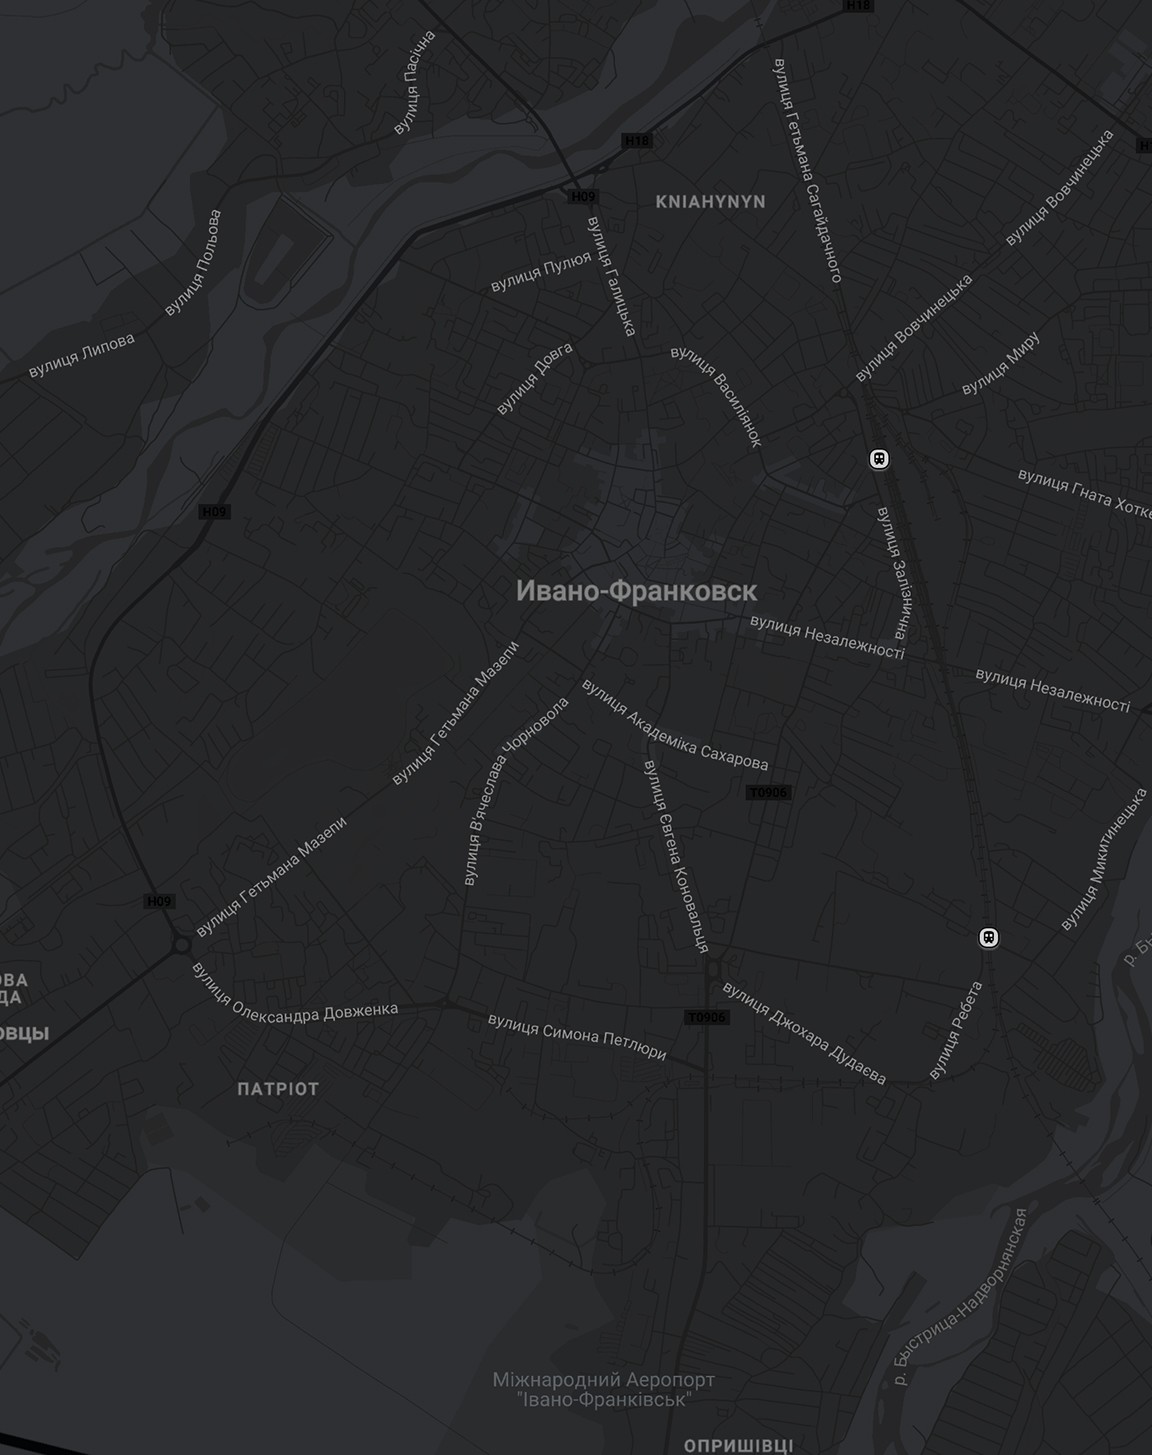 H18
вулиця Пасічна
вулиця Гетьмана Сагайдачного
H18
вулиця Вовчинецька
H09
KNIAHYNYN
вулиця Польова
вулиця Галицька
вулиця Пулюя
вулиця Вовчинецька
вулиця Липова
вулиця Довга
вулиця Василіянок
вулиця Миру
вулиця Гната Хотке
H09
вулиця Залізнична
Ивано-Франковск
вулиця Незалежності
вулиця Незалежності
вулиця Гетьмана Мазепи
вулиця Академіка Сахарова
вулиця В'ячеслава Чорновола
T0906
вулиця Євгена Коновальця
вулиця Микитинецька
вулиця Гетьмана Мазепи
H09
р. Бы
ОВА
ДА
ОВЦЫ
вулиця Олександра Довженка
вулиця Симона Петлюри
T0906
вулиця Джохара Дудаєва
вулиця Ребета
ПАТРІОТ
р. Быстрица-Надворнянская
Міжнародний Аеропорт
"Івано-Франківськ"
ОПРИШІВЦІ